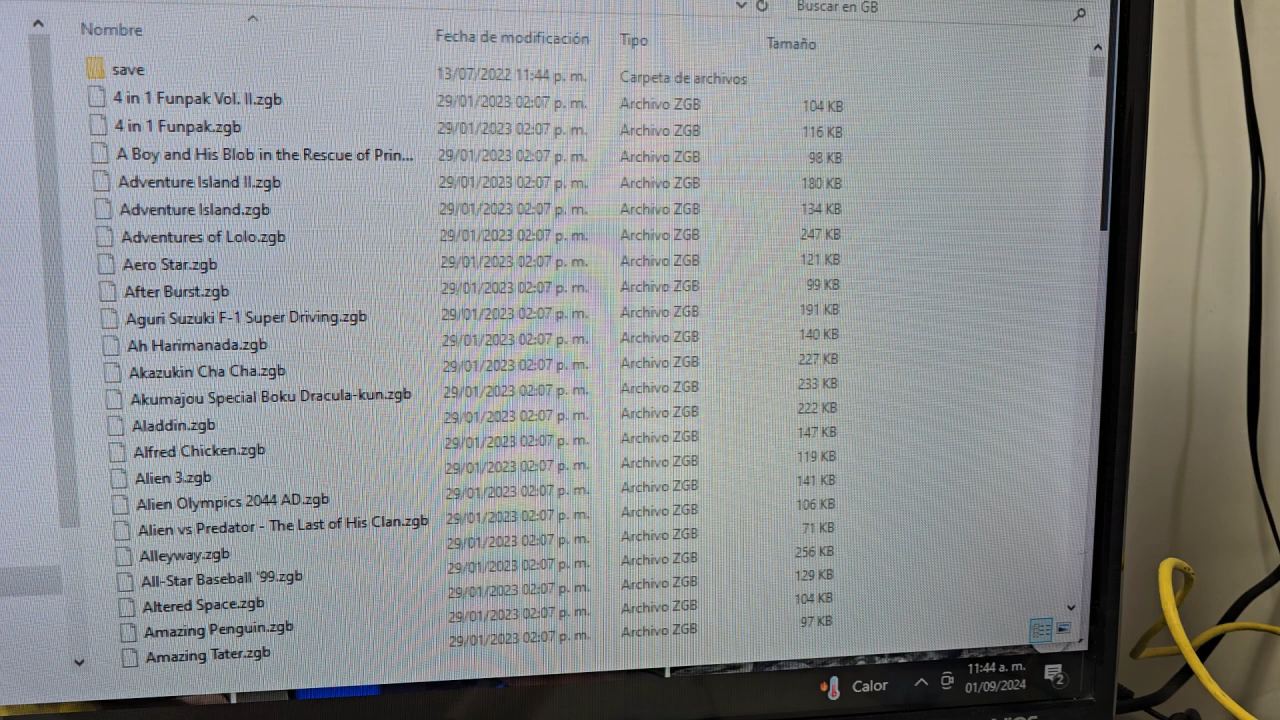 Buscar en GB
Nombre Fecha de modificación Tipo Tamaño
save 13/07/2022 11:44 p. m. Carpeta de archivos
4 in 1 Funpak Vol. II.zgb 29/01/2023 02:07 p. m. Archivo ZGB 104 KB
4 in 1 Funpak.zgb 29/01/2023 02:07 p. m. Archivo ZGB 116 KB
A Boy and His Blob in the Rescue of Prin... 29/01/2023 02:07 p. m. Archivo ZGB 98 KB
Adventure Island II.zgb 29/01/2023 02:07 p. m. Archivo ZGB 180 KB
Adventure Island.zgb 29/01/2023 02:07 p. m. Archivo ZGB 134 KB
Adventures of Lolo.zgb 29/01/2023 02:07 p. m. Archivo ZGB 247 KB
Aero Star.zgb 29/01/2023 02:07 p. m. Archivo ZGB 121 KB
After Burst.zgb 29/01/2023 02:07 p. m. Archivo ZGB 99 KB
Aguri Suzuki F-1 Super Driving.zgb 29/01/2023 02:07 p. m. Archivo ZGB 191 KB
Ah Harimanada.zgb 29/01/2023 02:07 p. m. Archivo ZGB 140 KB
Akazukin Cha Cha.zgb 29/01/2023 02:07 p. m. Archivo ZGB 227 KB
Akumajou Special Boku Dracula-kun.zgb 29/01/2023 02:07 p. m. Archivo ZGB 233 KB
Aladdin.zgb 29/01/2023 02:07 p. m. Archivo ZGB 222 KB
Alfred Chicken.zgb 29/01/2023 02:07 p. m. Archivo ZGB 147 KB
Alien 3.zgb 29/01/2023 02:07 p. m. Archivo ZGB 119 KB
Alien Olympics 2044 AD.zgb 29/01/2023 02:07 p. m. Archivo ZGB 141 KB
Alien vs Predator - The Last of His Clan.zgb 29/01/2023 02:07 p. m. Archivo ZGB 106 KB
Alleyway.zgb 29/01/2023 02:07 p. m. Archivo ZGB 71 KB
All-Star Baseball '99.zgb 29/01/2023 02:07 p. m. Archivo ZGB 256 KB
Altered Space.zgb 29/01/2023 02:07 p. m. Archivo ZGB 129 KB
Amazing Penguin.zgb 29/01/2023 02:07 p. m. Archivo ZGB 104 KB
Amazing Tater.zgb 29/01/2023 02:07 p. m. Archivo ZGB 97 KB
Calor 11:44 a. m.
01/09/2024 2